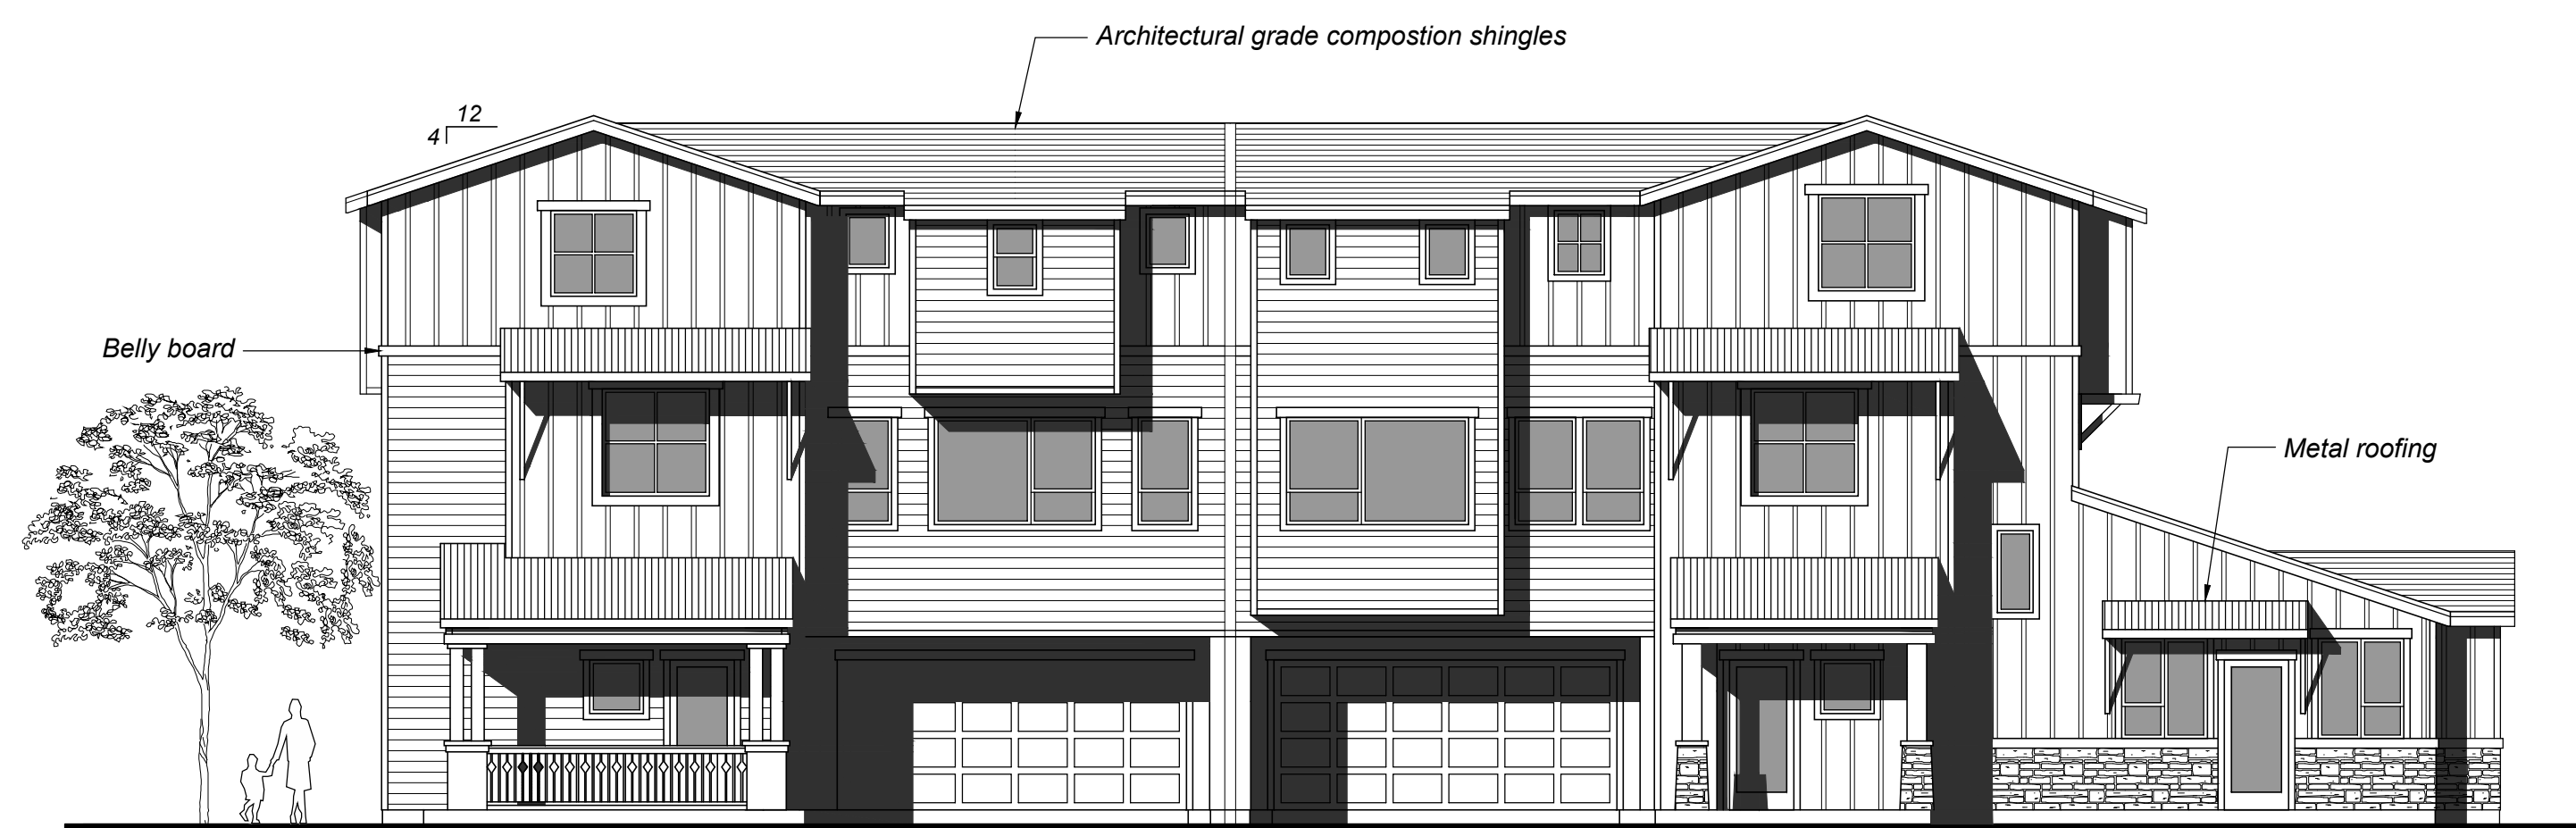 Architectural grade compostion shingles
12
4
Belly board
Metal roofing